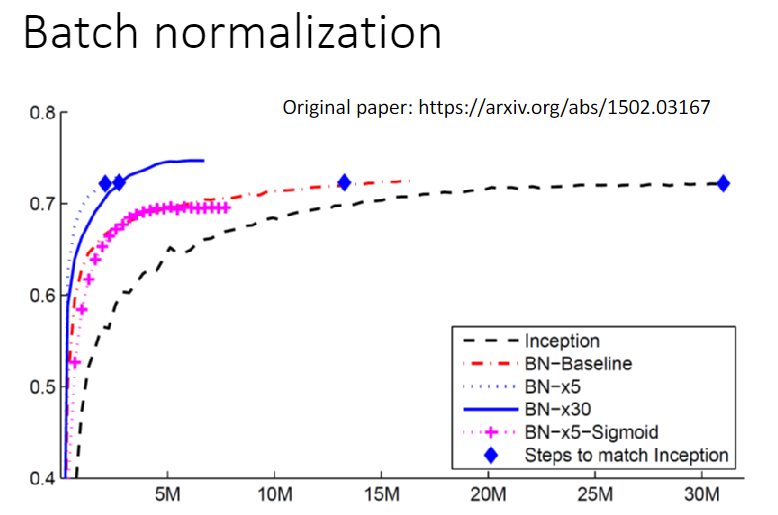 Batch normalization
Original paper: https://arxiv.org/abs/1502.03167
0.8
0.7
0.6
0.5
0.4
Inception
BN-Baseline
BN-x5
BN-x30
BN-x5-Sigmoid
Steps to match Inception
5M 10M 15M 20M 25M 30M